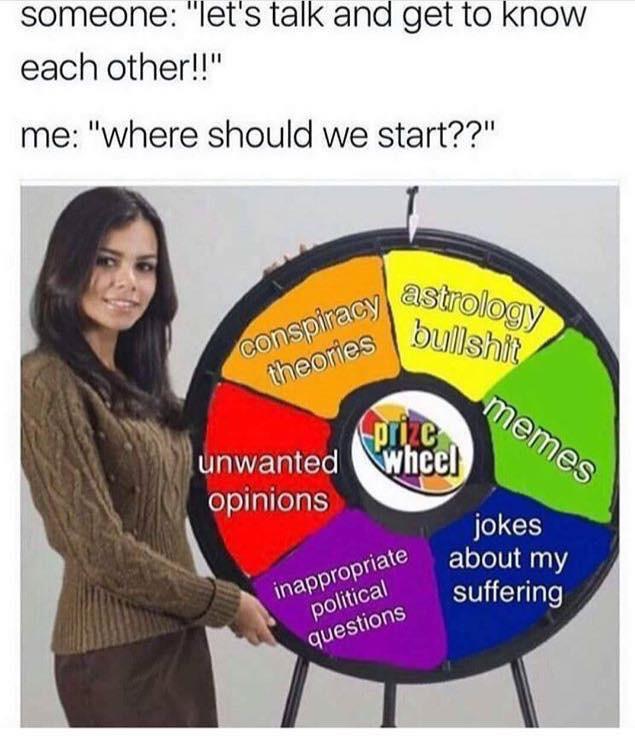 someone: "let's talk and get to know
each other!!"
me: "where should we start??"
conspiracy
theories
astrology
bullshit
memes
unwanted
opinions
prize
wheel
jokes
about my
suffering
inappropriate
political
questions